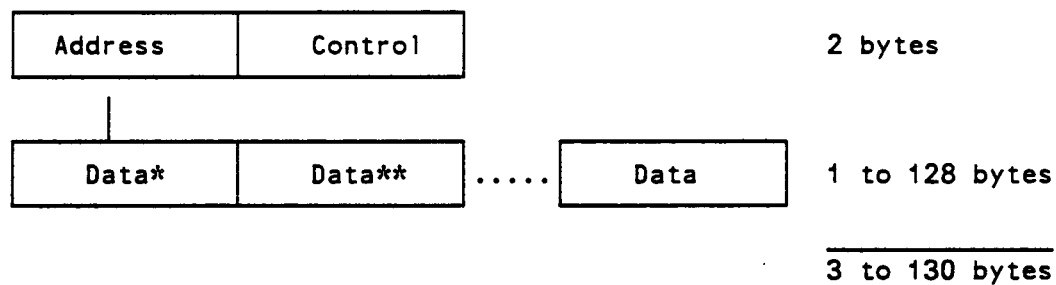 Address Control 2 bytes
Data* Data** ..... Data 1 to 128 bytes
3 to 130 bytes